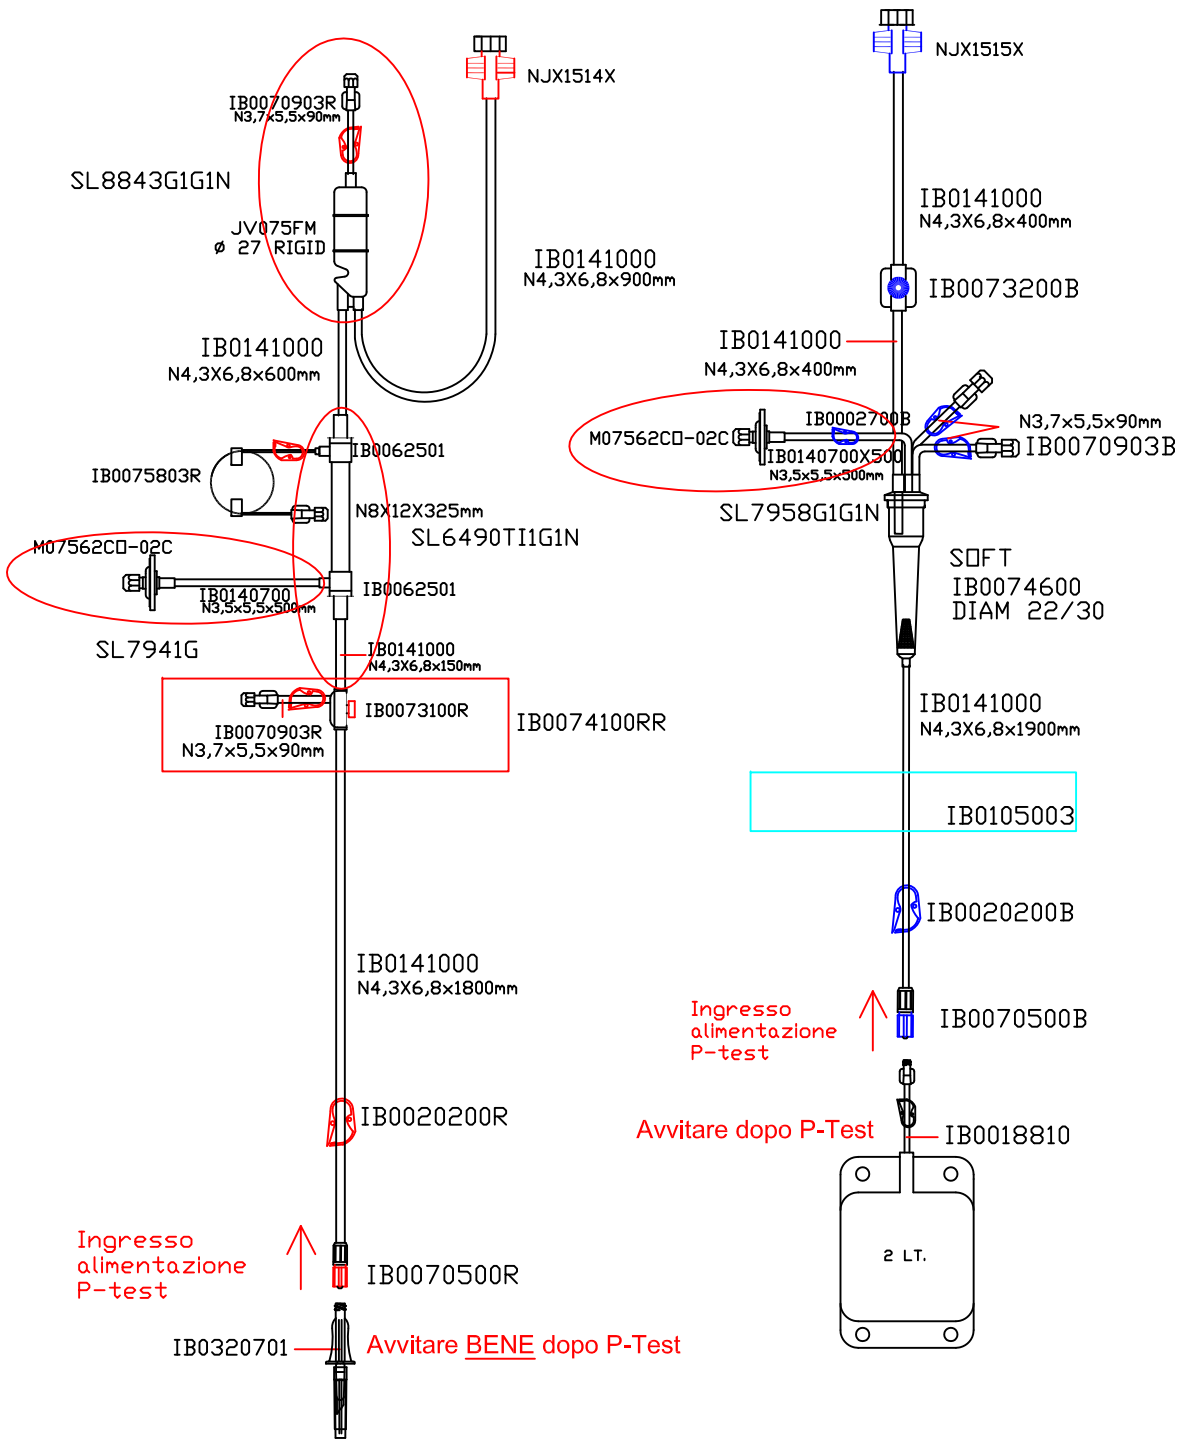 NJX1514X
IB0070903R
N3,7x5,5x90mm
SL8843G1G1N
JV075FM
ø 27 RIGID
IB0141000
N4,3X6,8x900mm
IB0141000
N4,3X6,8x600mm
IB0062501
IB0075803R
N8X12X325mm
SL6490TI1G1N
M07562CO-02C
IB0062501
IB0140700
N3,5x5,5x500mm
SL7941G
IB0141000
N4,3X6,8x150mm
IB0073100R
IB0074100RR
IB0070903R
N3,7x5,5x90mm
IB0141000
N4,3X6,8x1800mm
IB0020200R
Ingresso
alimentazione
P-test
IB0070500R
IB0320701
Avvitare BENE dopo P-Test
NJX1515X
IB0141000
N4,3X6,8x400mm
IB0073200B
IB0141000
N4,3X6,8x400mm
IB0002700B
M07562CO-02C
IB0140700X500
N3,5x5,5x500mm
N3,7x5,5x90mm
IB0070903B
SL7958G1G1N
SOFT
IB0074600
DIAM 22/30
IB0141000
N4,3X6,8x1900mm
IB0105003
IB0020200B
Ingresso
alimentazione
P-test
IB0070500B
Avvitare dopo P-Test
IB0018810
2 LT.